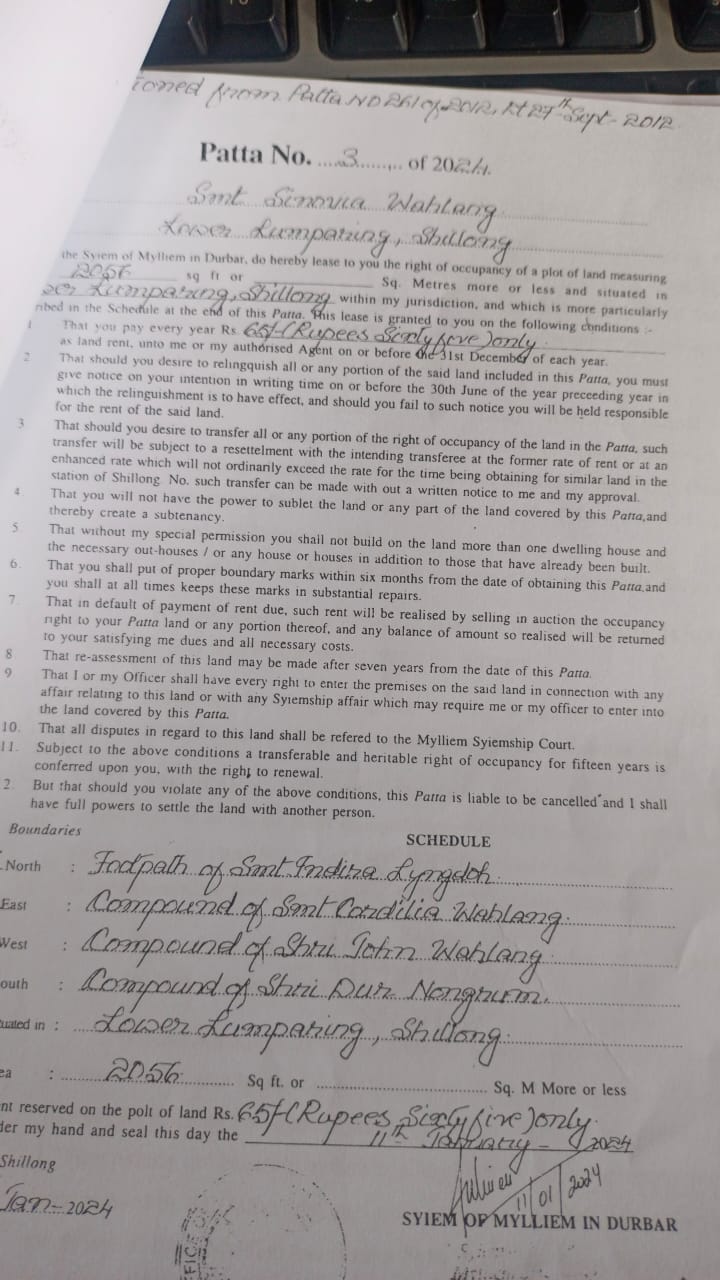 ioned from Patta No 261 of 2012, Dt 27th Sept - 2012
Patta No. ....3........ of 2024.
Smt. Sinovia Wahlang
Lower Lumparing, Shillong
the Syiem of Mylliem in Durbar, do hereby lease to you the right of occupancy of a plot of land measuring
2056 sq ft or Sq. Metres more or less and situated in
er Lumparing, Shillong within my jurisdiction, and which is more particularly
ribed in the Schedule at the end of this Patta. This lease is granted to you on the following conditions :-
1 That you pay every year Rs. 65/- (Rupees Sixty five) only
as land rent, unto me or my authorised Agent on or before the 31st December of each year.
2 That should you desire to relingquish all or any portion of the said land included in this Patta, you must
give notice on your intention in writing time on or before the 30th June of the year preceeding year in
which the relinguishment is to have effect, and should you fail to such notice you will be held responsible
for the rent of the said land.
3 That should you desire to transfer all or any portion of the right of occupancy of the land in the Patta, such
transfer will be subject to a resettelment with the intending transferee at the former rate of rent or at an
enhanced rate which will not ordinarily exceed the rate for the time being obtaining for similar land in the
station of Shillong No. such transfer can be made with out a written notice to me and my approval.
4 That you will not have the power to sublet the land or any part of the land covered by this Patta, and
thereby create a subtenancy.
5 That without my special permission you shall not build on the land more than one dwelling house and
the necessary out-houses / or any house or houses in addition to those that have already been built.
6. That you shall put of proper boundary marks within six months from the date of obtaining this Patta, and
you shall at all times keeps these marks in substantial repairs.
7. That in default of payment of rent due, such rent will be realised by selling in auction the occupancy
right to your Patta land or any portion thereof, and any balance of amount so realised will be returned
to your satisfying me dues and all necessary costs.
8 That re-assessment of this land may be made after seven years from the date of this Patta.
9 That I or my Officer shall have every right to enter the premises on the said land in connection with any
affair relating to this land or with any Syiemship affair which may require me or my officer to enter into
the land covered by this Patta.
10. That all disputes in regard to this land shall be refered to the Mylliem Syiemship Court.
11. Subject to the above conditions a transferable and heritable right of occupancy for fifteen years is
conferred upon you, with the right to renewal.
2. But that should you violate any of the above conditions, this Patta is liable to be cancelled and I shall
have full powers to settle the land with another person.
Boundaries
SCHEDULE
North : Footpath of Smt. Indira Lyngdoh.
East : Compound of Smt Cordilia Wahlang.
West : Compound of Shri John Wahlang
outh : Compound of Shri Dur Nongrum.
uated in : Lower Lumparing, Shillong.
ea : 2056 Sq ft. or Sq. M More or less
nt reserved on the polt of land Rs. 65/- (Rupees Sixty five) only.
der my hand and seal this day the 11th January - 2024
Shillong
Jan - 2024
11/01/2024
SYIEM OF MYLLIEM IN DURBAR